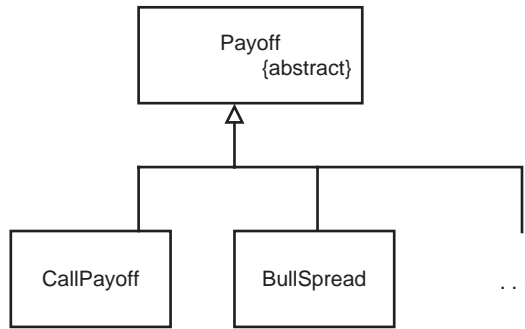 Payoff
{abstract}
CallPayoff
BullSpread
. .